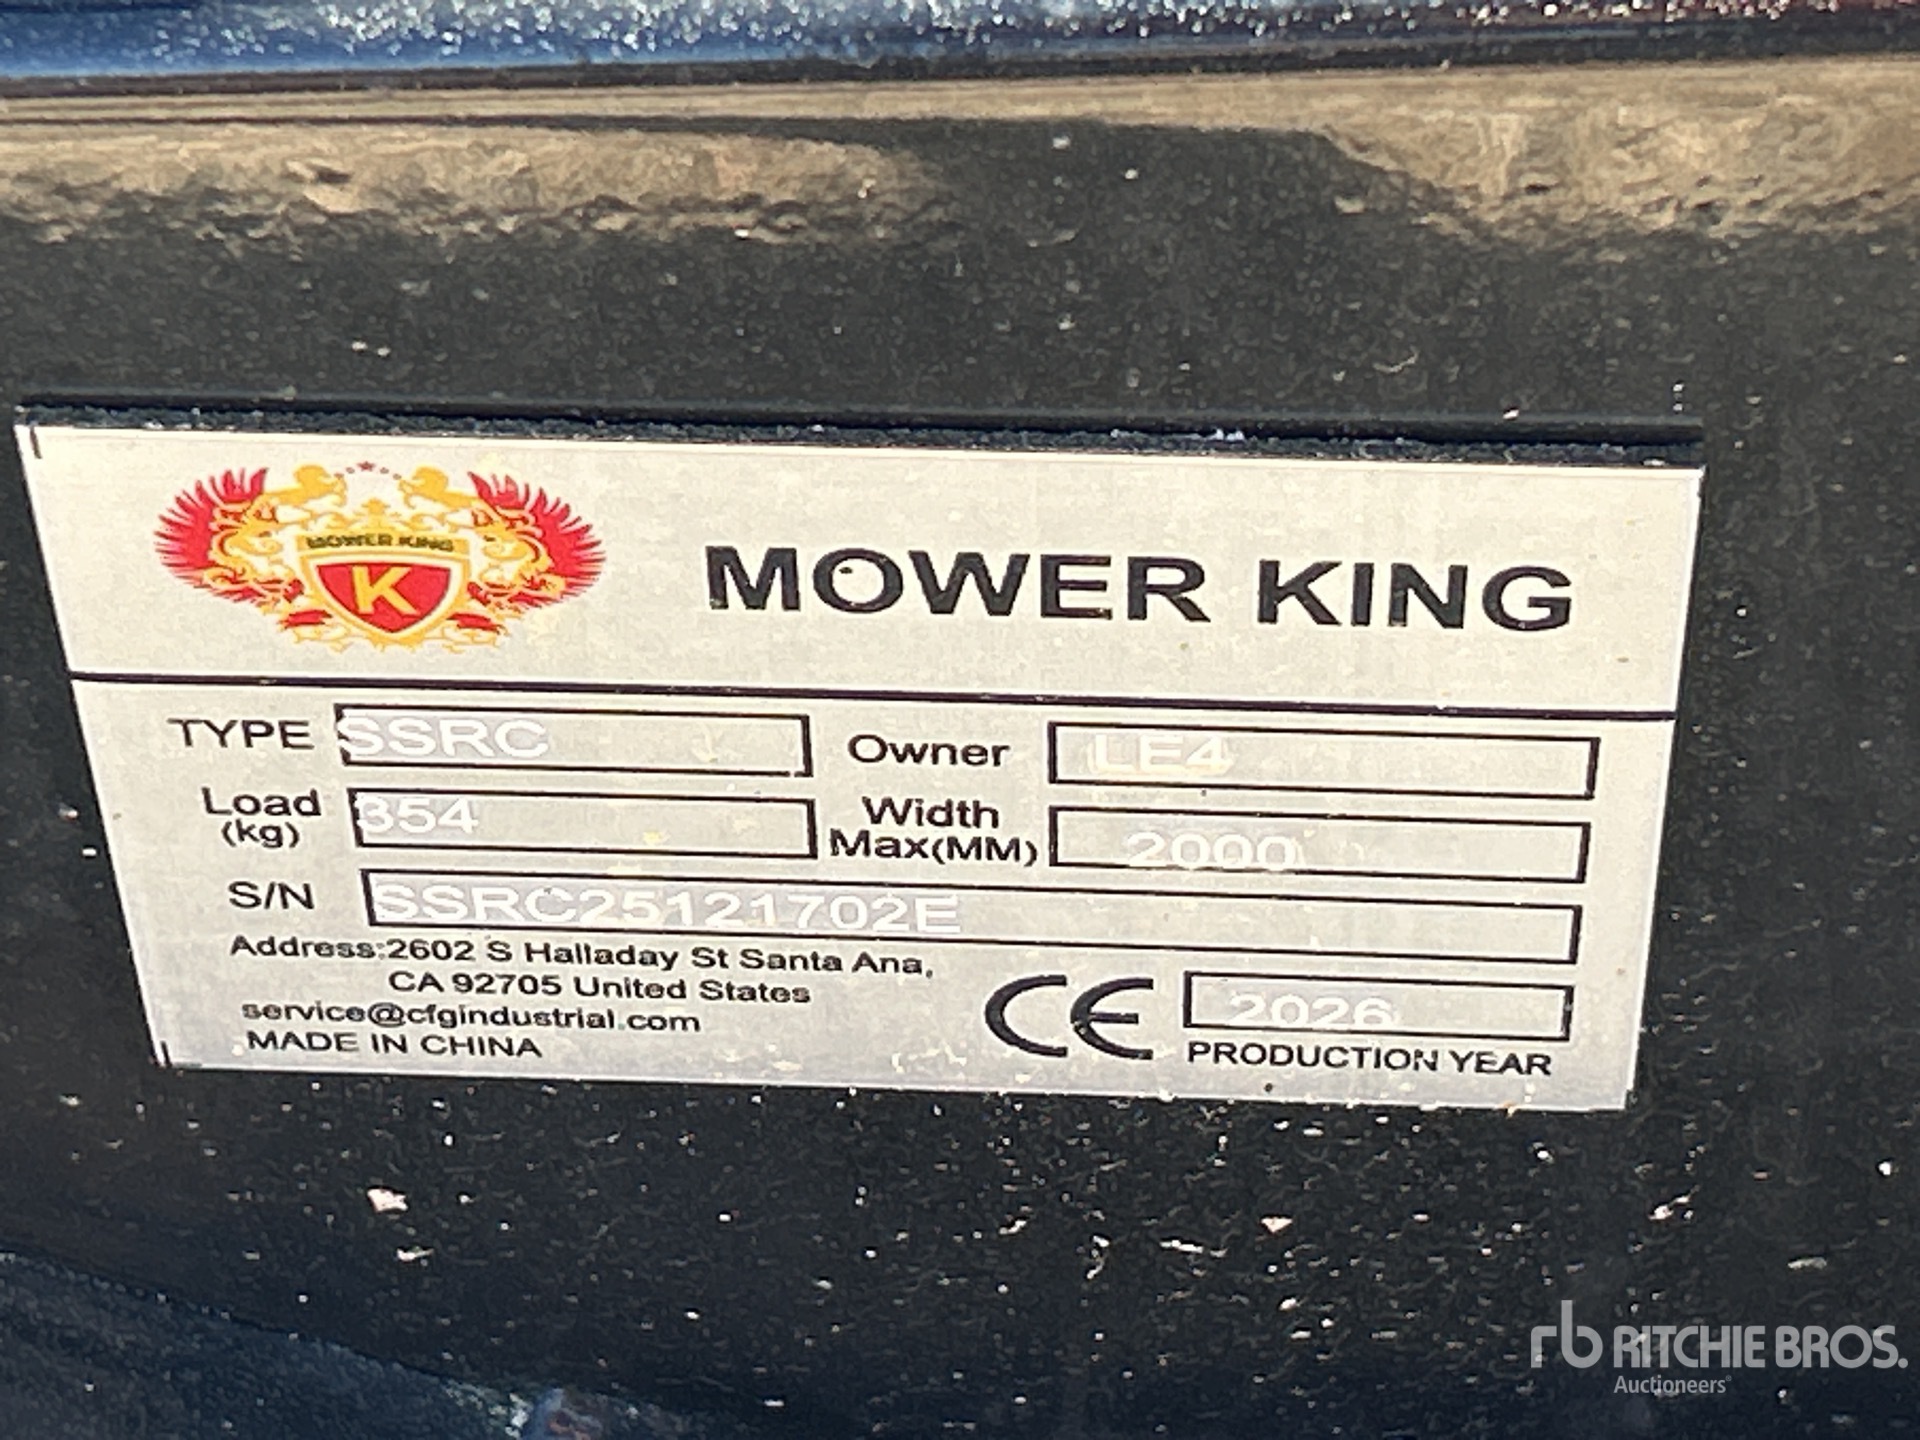 MOWER KING
K
MOWER KING
TYPE SSRC Owner LE4
Load (kg) 354 Width Max(MM) 2000
S/N SSRC25121702E
Address:2602 S Halladay St Santa Ana,
CA 92705 United States
service@cfgindustrial.com
MADE IN CHINA
CE 2026
PRODUCTION YEAR
rb RITCHIE BROS.
Auctioneers